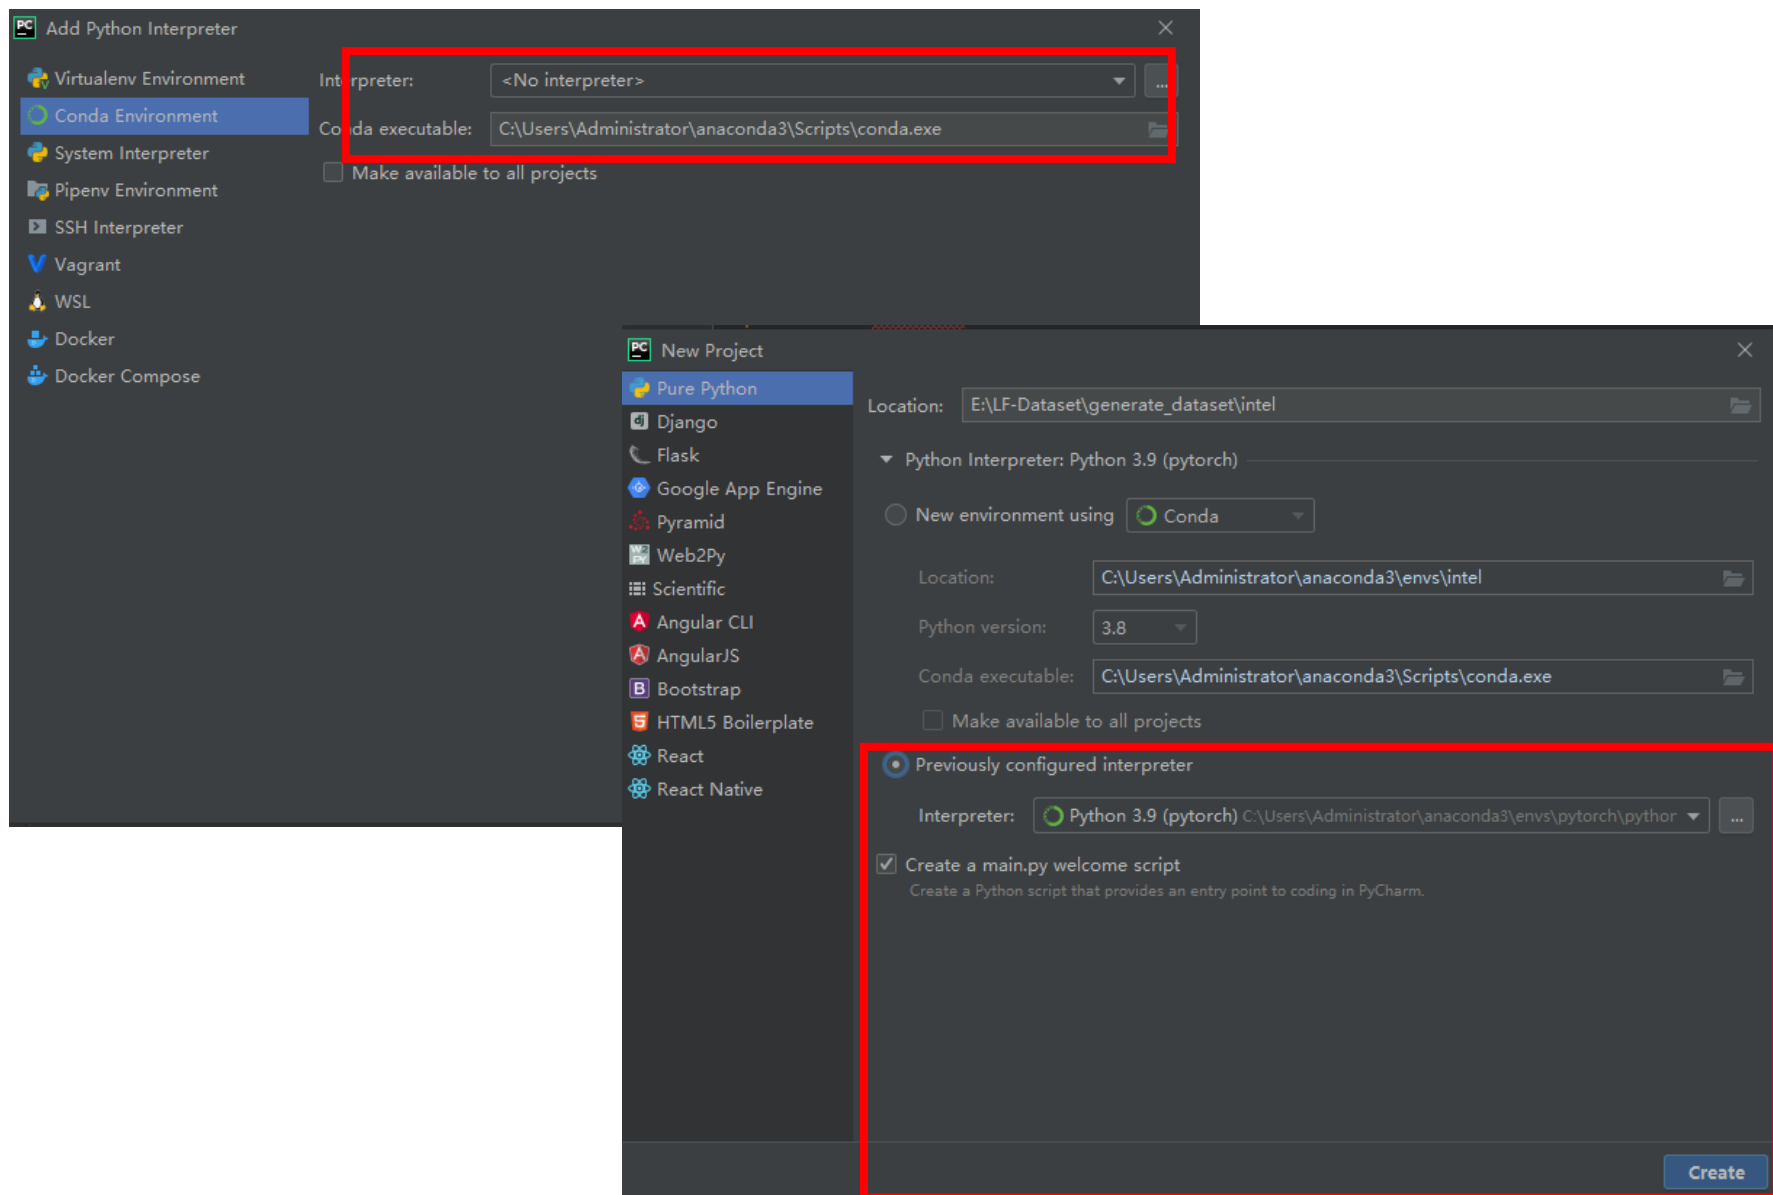 Add Python Interpreter
Virtualenv Environment
Conda Environment
System Interpreter
Pipenv Environment
SSH Interpreter
Vagrant
WSL
Docker
Docker Compose
Interpreter: <No interpreter> ...
Conda executable: C:\Users\Administrator\anaconda3\Scripts\conda.exe
Make available to all projects
New Project
Pure Python
Django
Flask
Google App Engine
Pyramid
Web2Py
Scientific
Angular CLI
AngularJS
Bootstrap
HTML5 Boilerplate
React
React Native
Location: E:\LF-Dataset\generate_dataset\intel
Python Interpreter: Python 3.9 (pytorch)
New environment using Conda
Location: C:\Users\Administrator\anaconda3\envs\intel
Python version: 3.8
Conda executable: C:\Users\Administrator\anaconda3\Scripts\conda.exe
Make available to all projects
Previously configured interpreter
Interpreter: Python 3.9 (pytorch) C:\Users\Administrator\anaconda3\envs\pytorch\pythor ...
Create a main.py welcome script
Create a Python script that provides an entry point to coding in PyCharm.
Create